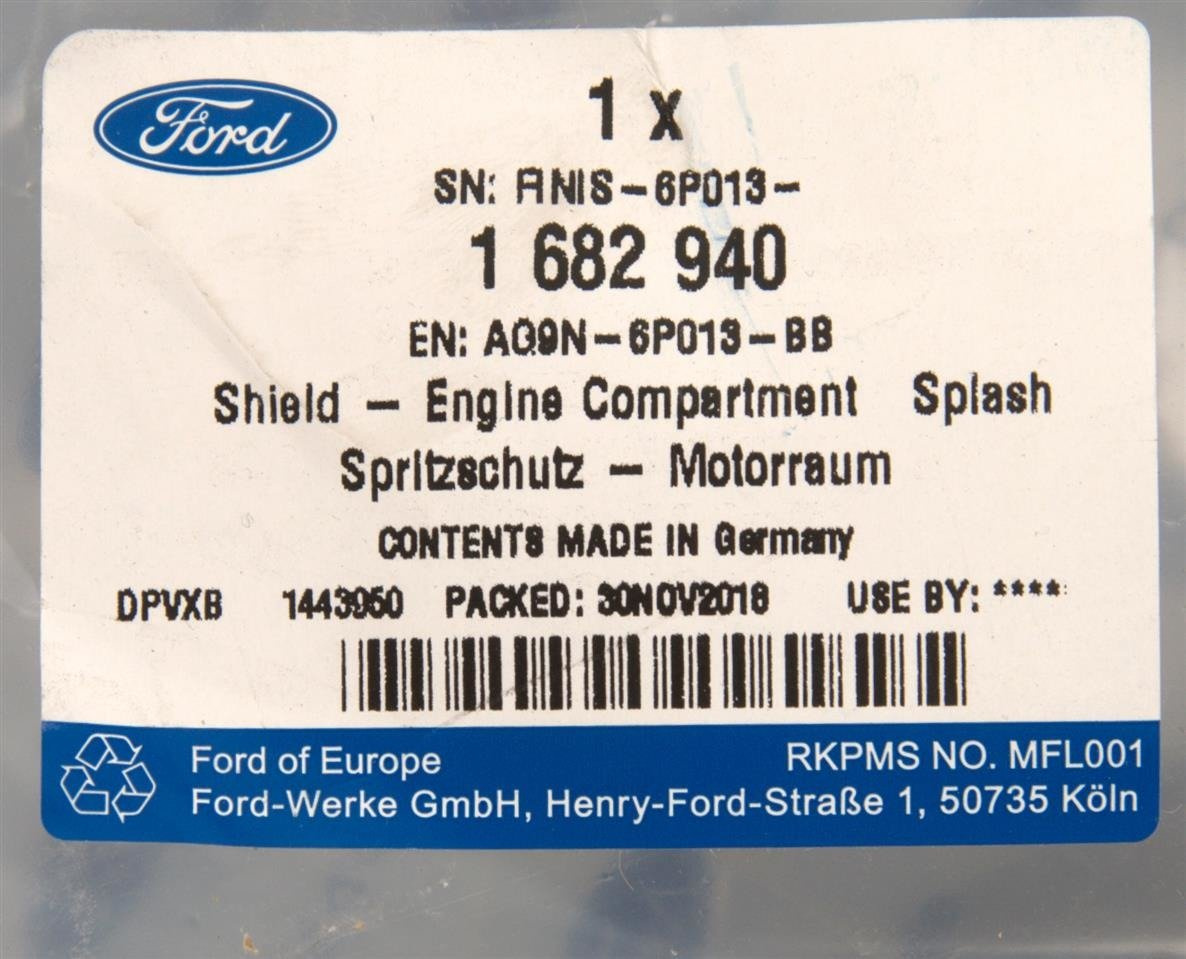 Ford
1 x
SN: FINIS-6P013-
1 682 940
EN: AG9N-6P013-BB
Shield - Engine Compartment Splash
Spritzschutz - Motorraum
CONTENTS MADE IN Germany
DPVXB 1443950 PACKED: 30NOV2018 USE BY: ****
Ford of Europe
RKPMS NO. MFL001
Ford-Werke GmbH, Henry-Ford-Straße 1, 50735 Köln